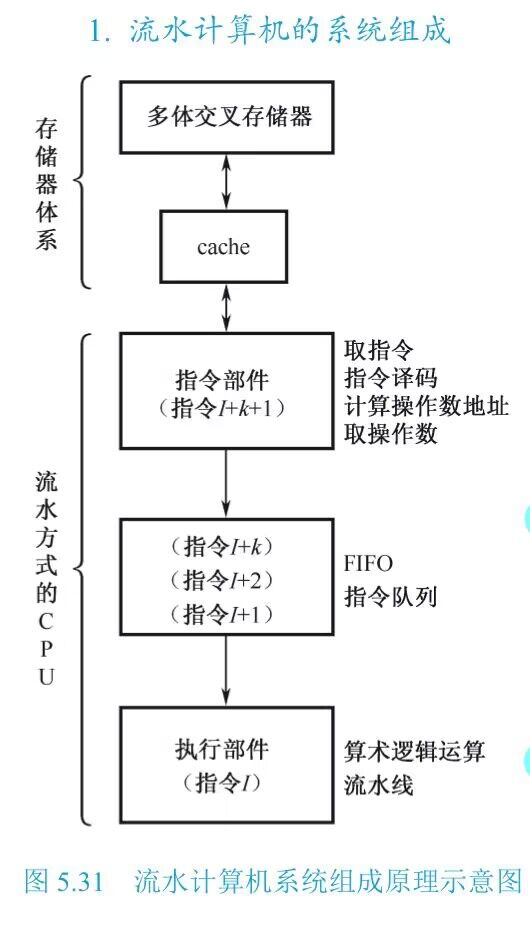 1. 流水计算机的系统组成
存储器体系
多体交叉存储器
cache
流水方式的CPU
指令部件
（指令I+k+1）
取指令
指令译码
计算操作数地址
取操作数
（指令I+k）
（指令I+2）
（指令I+1）
FIFO
指令队列
执行部件
（指令I）
算术逻辑运算
流水线
图 5.31 流水计算机系统组成原理示意图